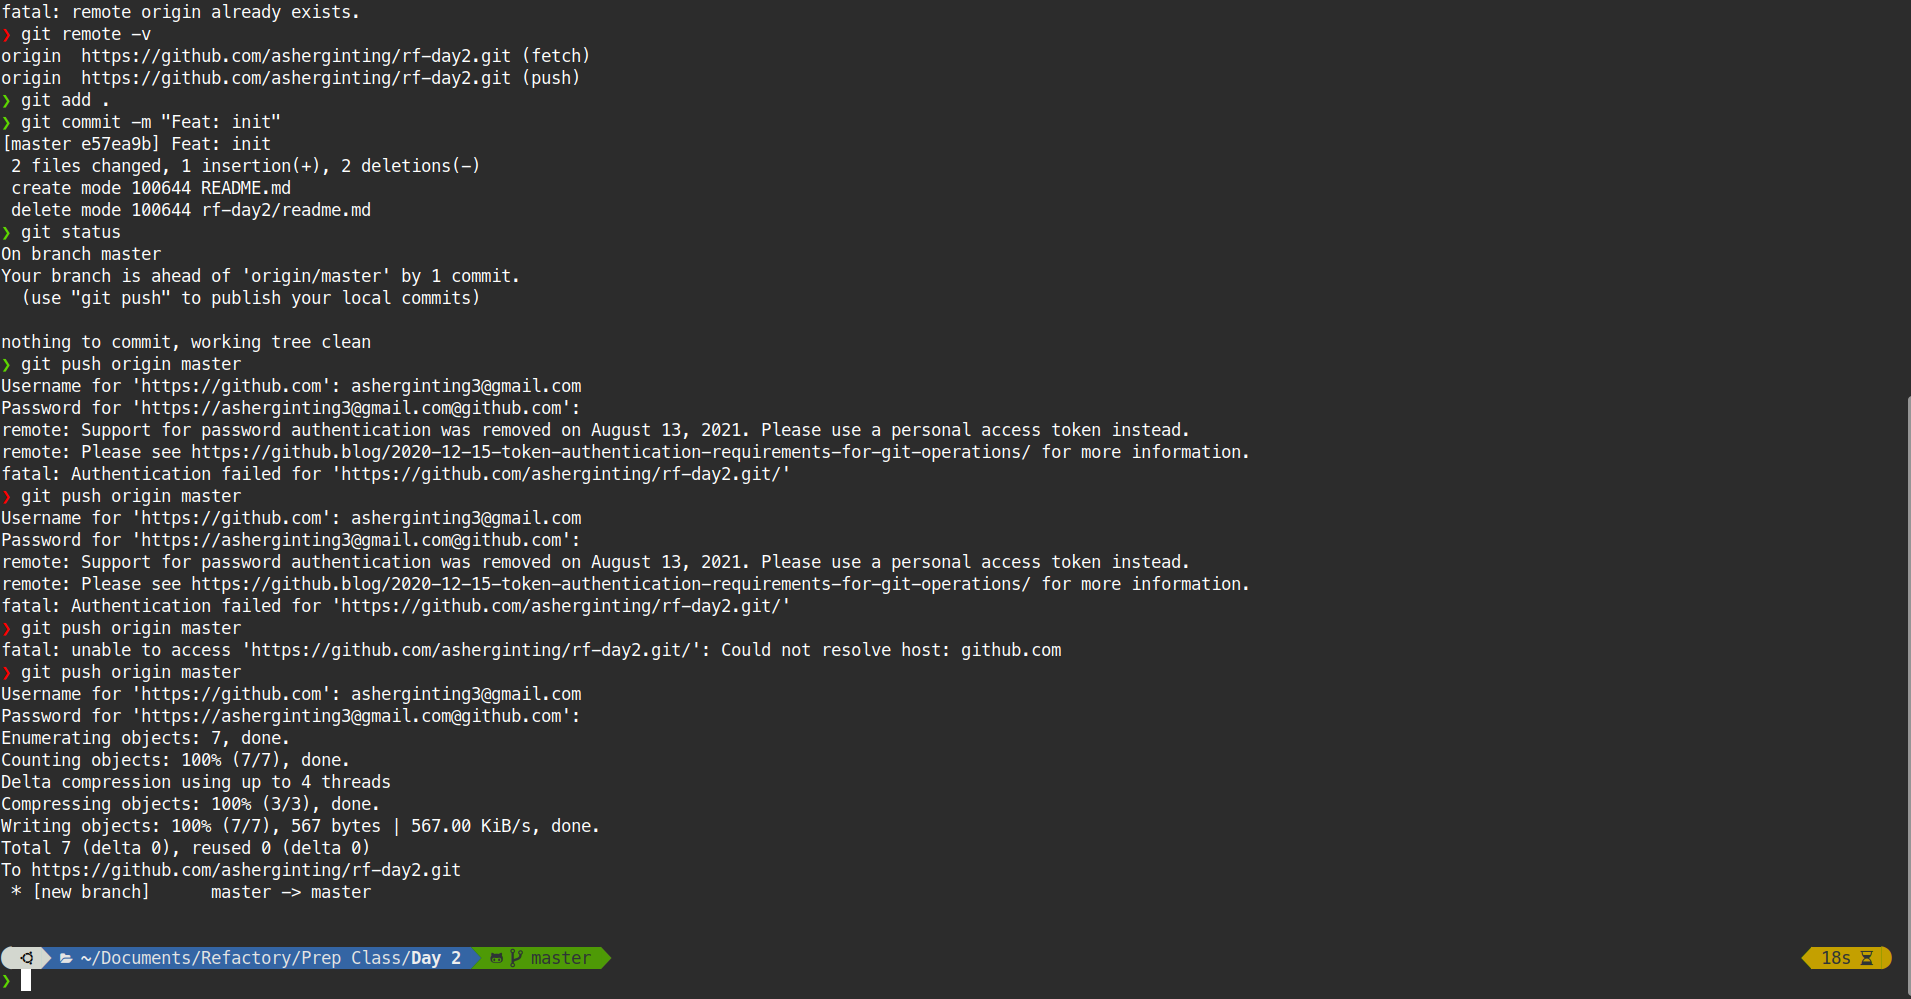 fatal: remote origin already exists.
❯ git remote -v
origin  https://github.com/asherginting/rf-day2.git (fetch)
origin  https://github.com/asherginting/rf-day2.git (push)
❯ git add .
❯ git commit -m "Feat: init"
[master e57ea9b] Feat: init
 2 files changed, 1 insertion(+), 2 deletions(-)
 create mode 100644 README.md
 delete mode 100644 rf-day2/readme.md
❯ git status
On branch master
Your branch is ahead of 'origin/master' by 1 commit.
  (use "git push" to publish your local commits)

nothing to commit, working tree clean
❯ git push origin master
Username for 'https://github.com': asherginting3@gmail.com
Password for 'https://asherginting3@gmail.com@github.com':
remote: Support for password authentication was removed on August 13, 2021. Please use a personal access token instead.
remote: Please see https://github.blog/2020-12-15-token-authentication-requirements-for-git-operations/ for more information.
fatal: Authentication failed for 'https://github.com/asherginting/rf-day2.git/'
❯ git push origin master
Username for 'https://github.com': asherginting3@gmail.com
Password for 'https://asherginting3@gmail.com@github.com':
remote: Support for password authentication was removed on August 13, 2021. Please use a personal access token instead.
remote: Please see https://github.blog/2020-12-15-token-authentication-requirements-for-git-operations/ for more information.
fatal: Authentication failed for 'https://github.com/asherginting/rf-day2.git/'
❯ git push origin master
fatal: unable to access 'https://github.com/asherginting/rf-day2.git/': Could not resolve host: github.com
❯ git push origin master
Username for 'https://github.com': asherginting3@gmail.com
Password for 'https://asherginting3@gmail.com@github.com':
Enumerating objects: 7, done.
Counting objects: 100% (7/7), done.
Delta compression using up to 4 threads
Compressing objects: 100% (3/3), done.
Writing objects: 100% (7/7), 567 bytes | 567.00 KiB/s, done.
Total 7 (delta 0), reused 0 (delta 0)
To https://github.com/asherginting/rf-day2.git
 * [new branch]      master -> master
~/Documents/Refactory/Prep Class/Day 2 master 18s
❯